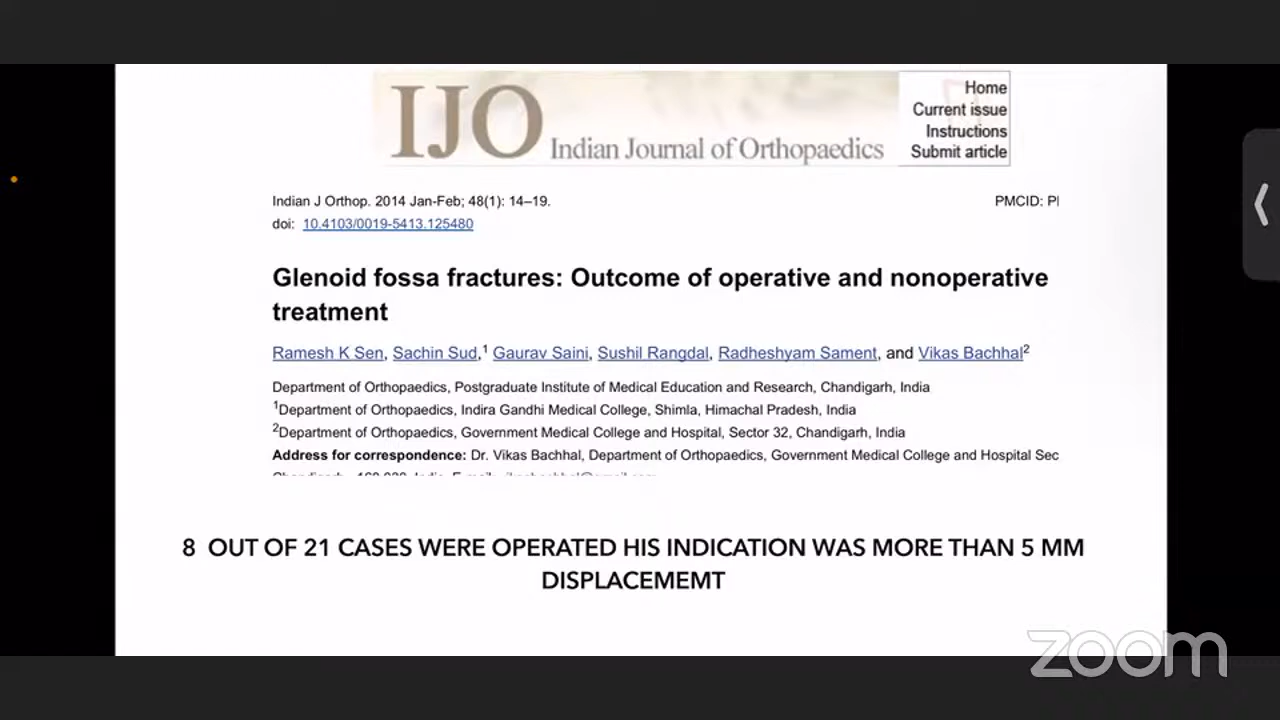 IJO Indian Journal of Orthopaedics
Home
Current issue
Instructions
Submit article
Indian J Orthop. 2014 Jan-Feb; 48(1): 14–19.
PMCID: P
doi: 10.4103/0019-5413.125480
Glenoid fossa fractures: Outcome of operative and nonoperative
treatment
Ramesh K Sen, Sachin Sud,1 Gaurav Saini, Sushil Rangdal, Radheshyam Sament, and Vikas Bachhal2
Department of Orthopaedics, Postgraduate Institute of Medical Education and Research, Chandigarh, India
1Department of Orthopaedics, Indira Gandhi Medical College, Shimla, Himachal Pradesh, India
2Department of Orthopaedics, Government Medical College and Hospital, Sector 32, Chandigarh, India
Address for correspondence: Dr. Vikas Bachhal, Department of Orthopaedics, Government Medical College and Hospital Sec
8 OUT OF 21 CASES WERE OPERATED HIS INDICATION WAS MORE THAN 5 MM
DISPLACEMEMT
zoom